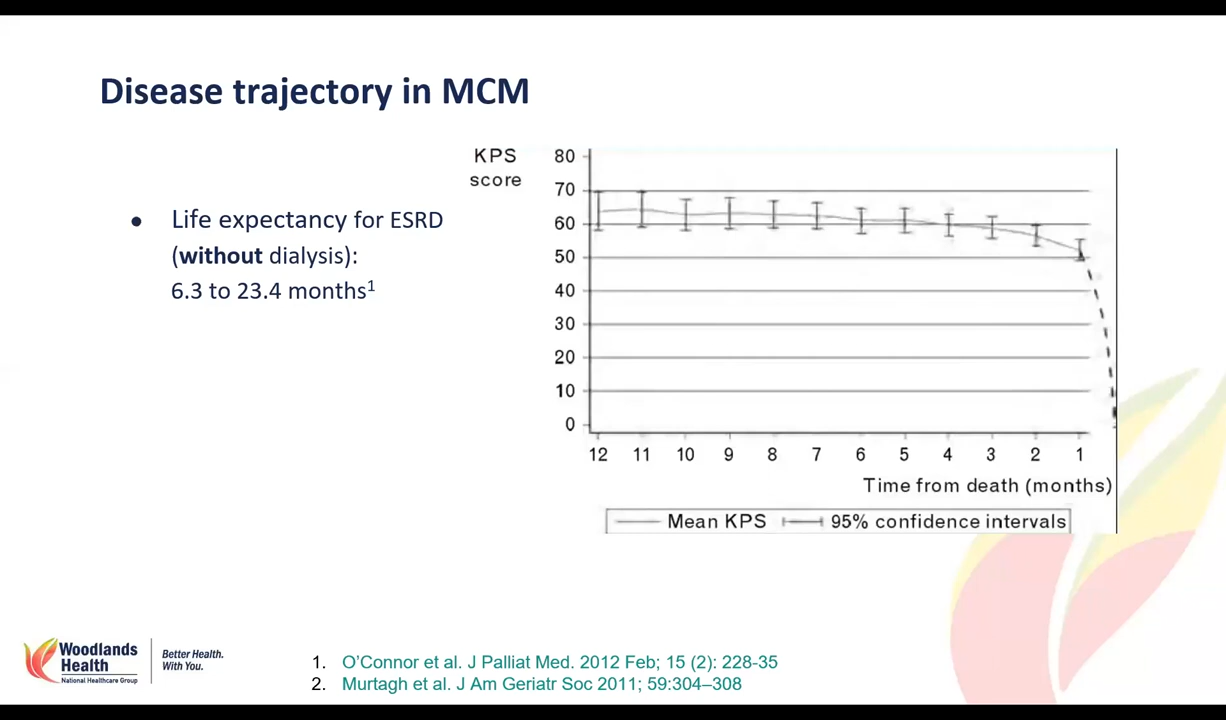 Disease trajectory in MCM
● Life expectancy for ESRD
(without dialysis):
6.3 to 23.4 months¹
KPS
score
80
70
60
50
40
30
20
10
0
12 11 10 9 8 7 6 5 4 3 2 1
Time from death (months)
Mean KPS 95% confidence intervals
Woodlands
Health
National Healthcare Group
Better Health.
With You.
1. O'Connor et al. J Palliat Med. 2012 Feb; 15 (2): 228-35
2. Murtagh et al. J Am Geriatr Soc 2011; 59:304–308